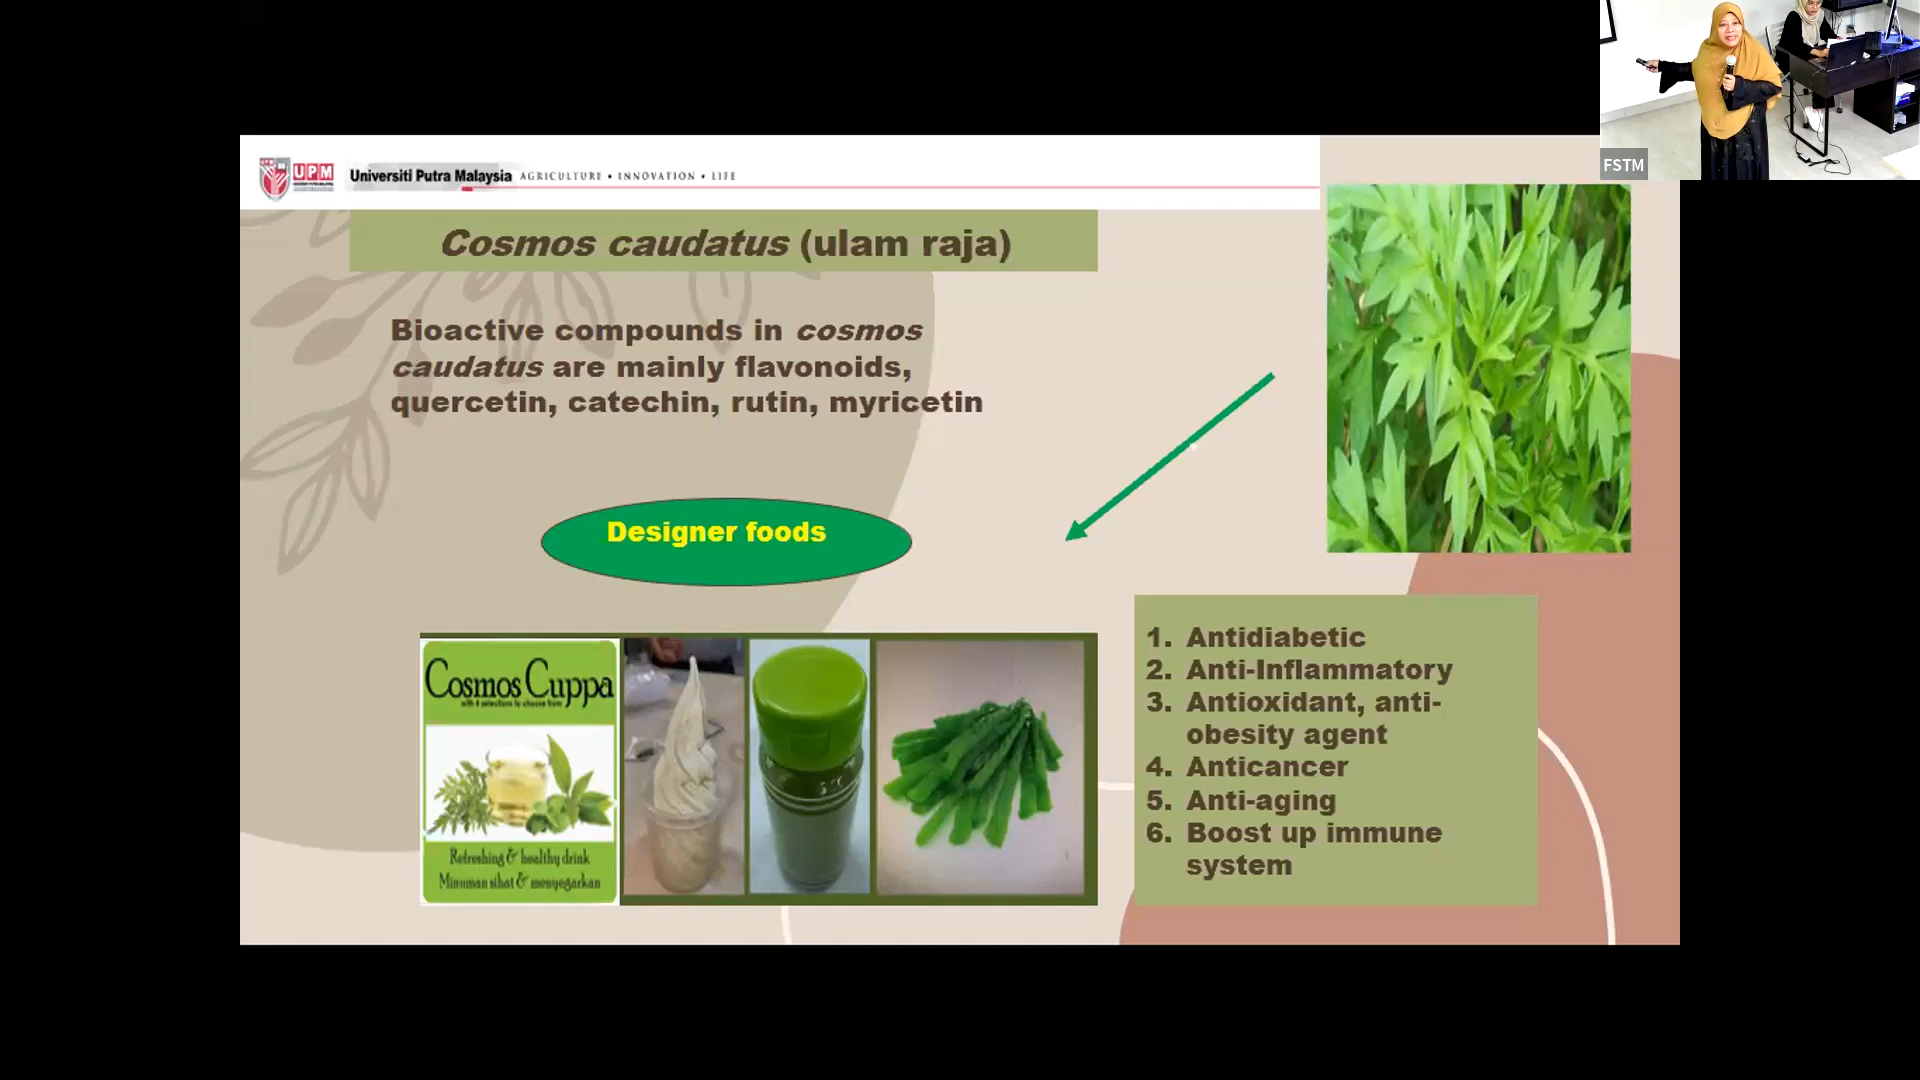 UPM
Universiti Putra Malaysia AGRICULTURE • INNOVATION • LIFE
FSTM
Cosmos caudatus (ulam raja)
Bioactive compounds in cosmos
caudatus are mainly flavonoids,
quercetin, catechin, rutin, myricetin
Designer foods
Cosmos Cuppa
with 4 selections to choose from
Refreshing & healthy drink
Minuman sihat & menyegarkan
1. Antidiabetic
2. Anti-Inflammatory
3. Antioxidant, anti-
obesity agent
4. Anticancer
5. Anti-aging
6. Boost up immune
system